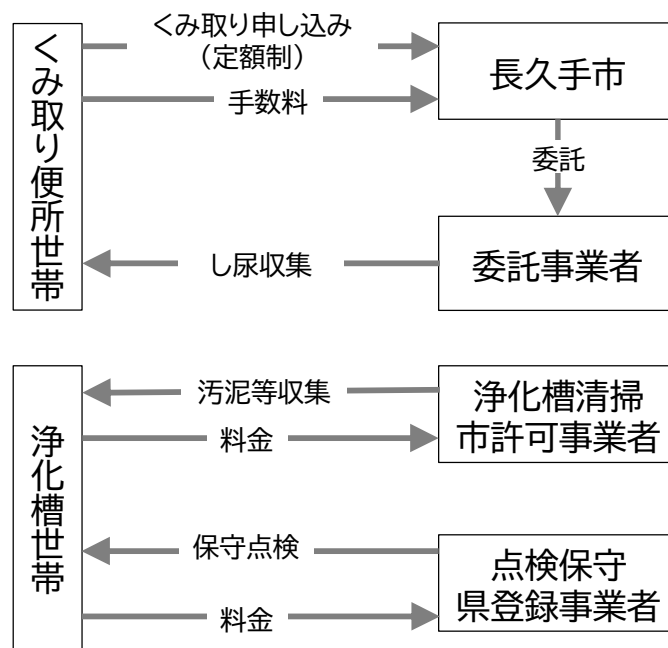 くみ取り便所世帯
くみ取り申し込み
（定額制）
手数料
長久手市
委託
し尿収集
委託事業者
浄化槽世帯
汚泥等収集
料金
浄化槽清掃
市許可事業者
保守点検
料金
点検保守
県登録事業者